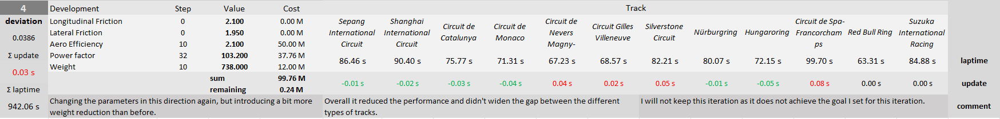 4 Development Step Value Cost Track
deviation Longitudinal Friction 0 2.100 0.00 M
Lateral Friction 0 1.950 0.00 M
0.0386 Aero Efficiency 10 2.100 50.00 M
Σ update Power factor 32 103.200 37.76 M
Weight 10 738.000 12.00 M
0.03 s sum 99.76 M
Σ laptime remaining 0.24 M
942.06 s
Sepang International Circuit
Shanghai International Circuit
Circuit de Catalunya
Circuit de Monaco
Circuit de Nevers Magny-
Circuit Gilles Villeneuve
Silverstone Circuit
Nürburgring
Hungaroring
Circuit de Spa-Francorchamps
Red Bull Ring
Suzuka International Racing
86.46 s 90.40 s 75.77 s 71.31 s 67.23 s 68.57 s 82.21 s 80.07 s 72.15 s 99.70 s 63.31 s 84.88 s laptime
-0.01 s -0.02 s -0.03 s -0.04 s 0.04 s 0.02 s 0.05 s -0.01 s -0.05 s 0.08 s 0.00 s 0.00 s update
Changing the parameters in this direction again, but introducing a bit more
weight reduction than before.
Overall it reduced the performance and didn't widen the gap between the different
types of tracks.
I will not keep this iteration as it does not achieve the goal I set for this iteration.
comment